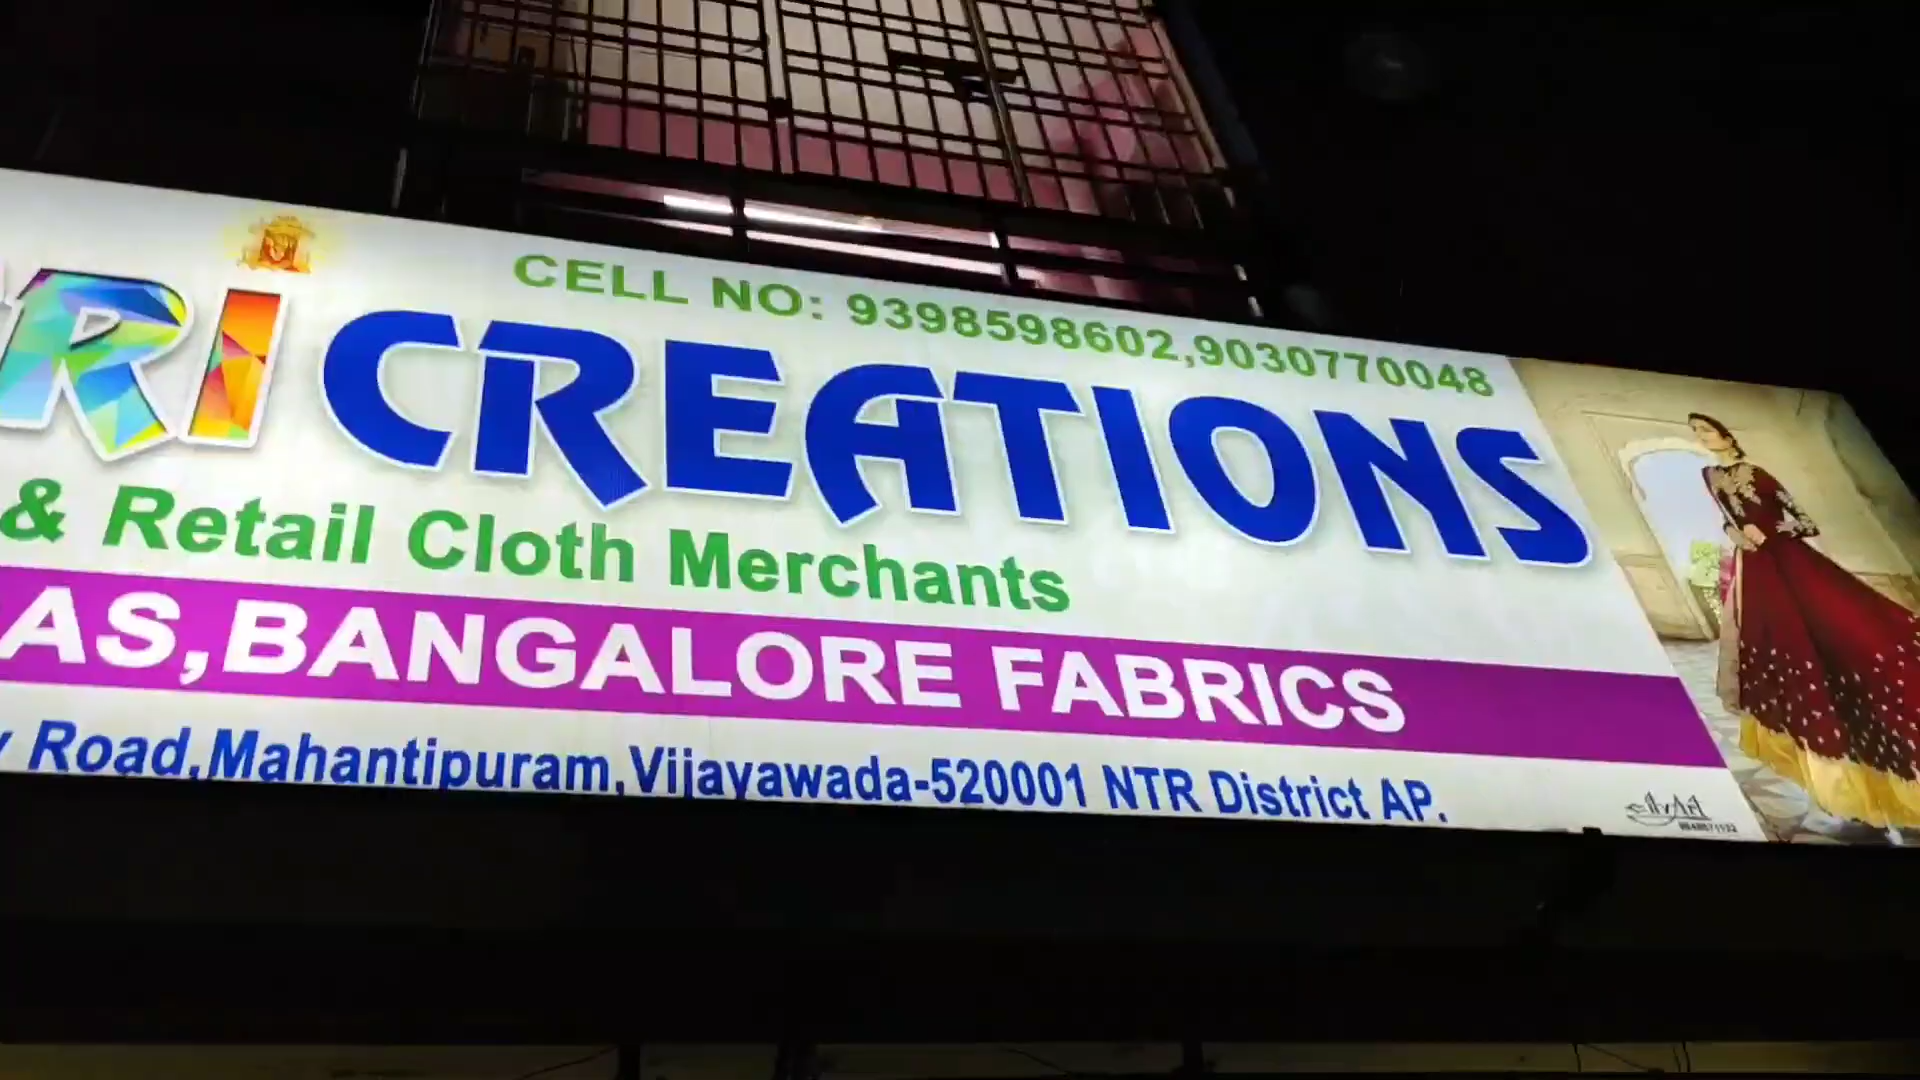 CELL NO: 9398598602,9030770048
RI CREATIONS
& Retail Cloth Merchants
AS,BANGALORE FABRICS
Road,Mahantipuram,Vijayawada-520001 NTR District AP.